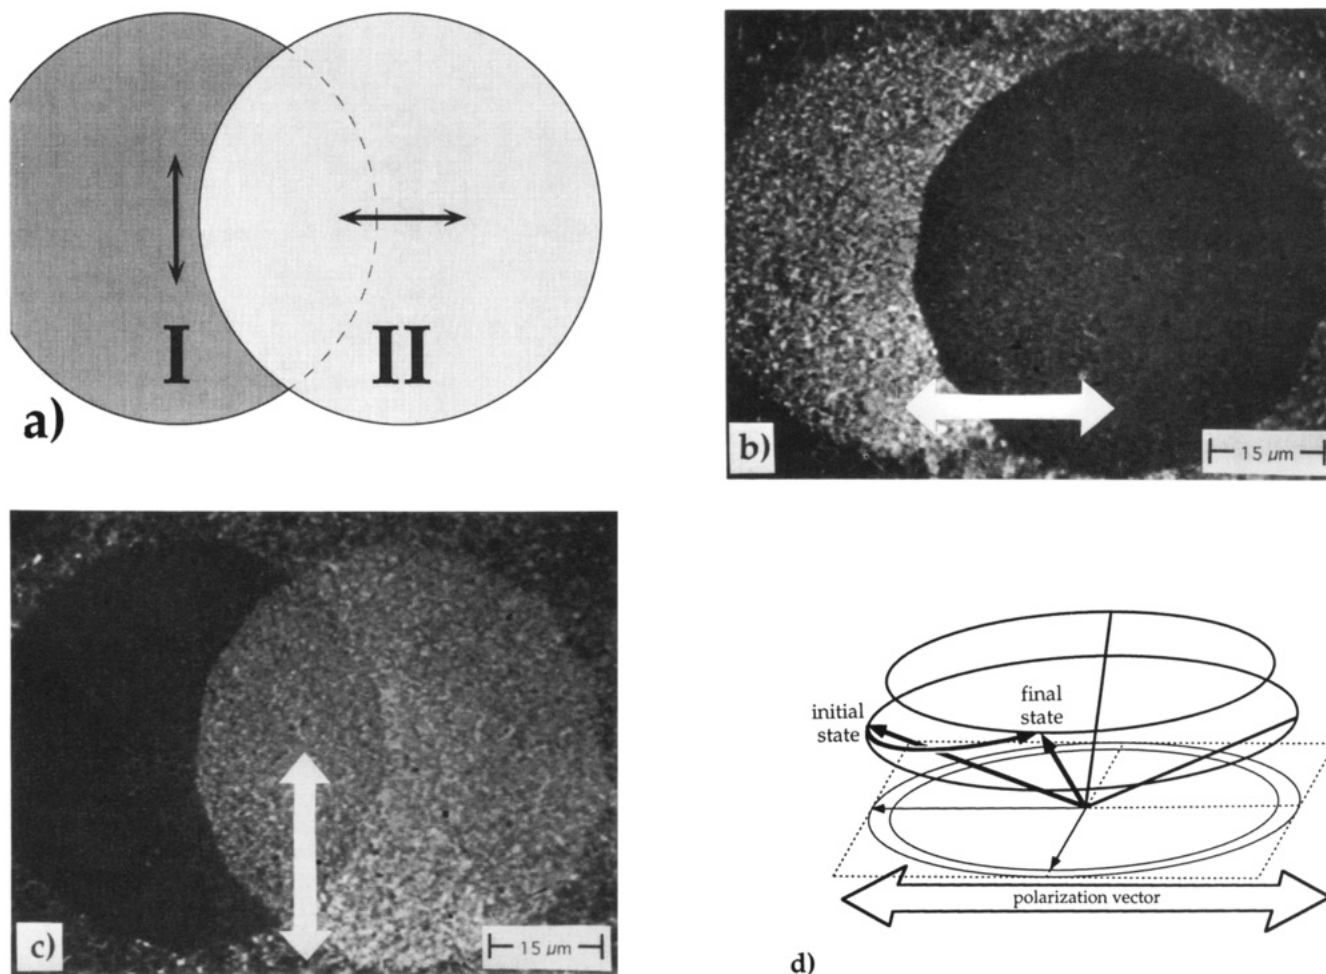 I
II
a)
b)
15 μm
c)
15 μm
initial
state
final
state
polarization vector
d)